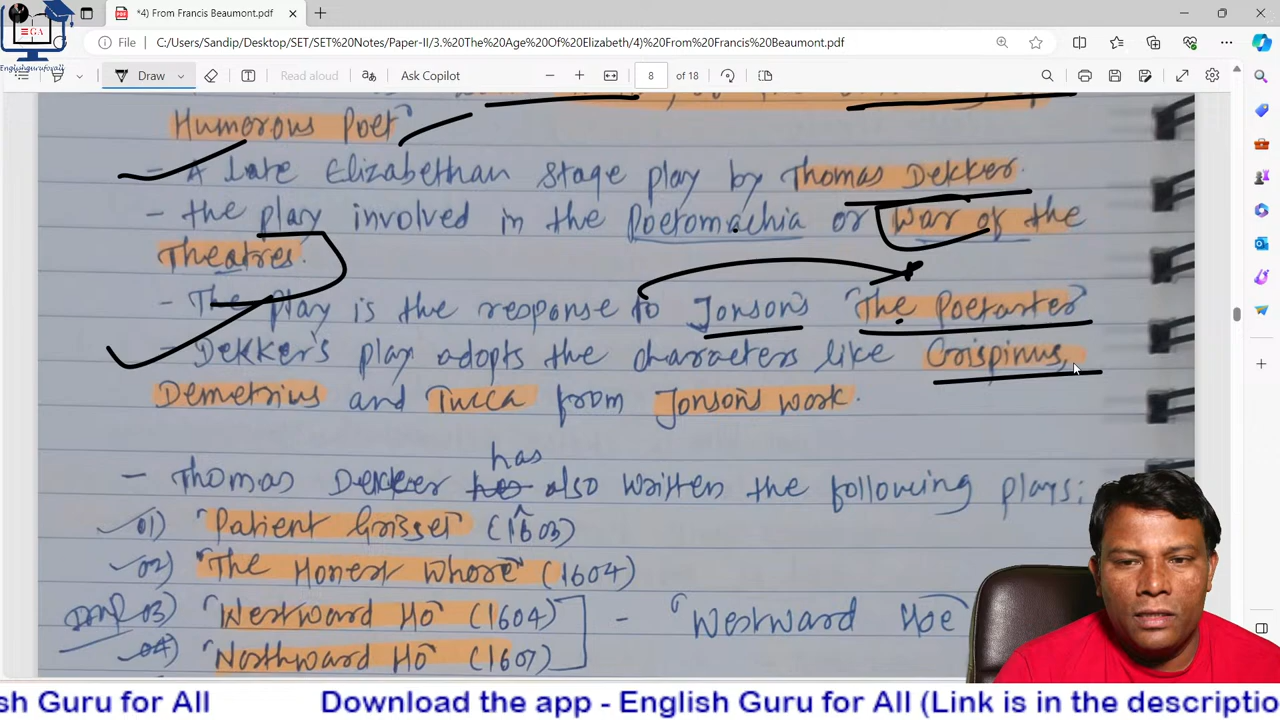 *4) From Francis Beaumont.pdf
File C:/Users/Sandip/Desktop/SET/SET%20Notes/Paper-II/3.%20The%20Age%20Of%20Elizabeth/4)%20From%20Francis%20Beaumont.pdf
EGA
Englishguruforall
Draw Read aloud Ask Copilot 8 of 18
Humorous Poet"
- A late Elizabethan stage play by Thomas Dekker.
- The play involved in the Poetomachia or War of the
Theatres.
- The play is the response to Jonson's "The Poetaster"
- Dekker's play adopts the characters like Crispinus,
Demetrius and Tucca from Jonson's work.
has
- Thomas Dekker also written the following plays:
01) "Patient Grissel" (1603)
02) "The Honest Whore" (1604)
03) "Westward Ho" (1604) - "Westward Hoe"
04) "Northward Ho" (1607)
sh Guru for All Download the app - English Guru for All (Link is in the descriptio